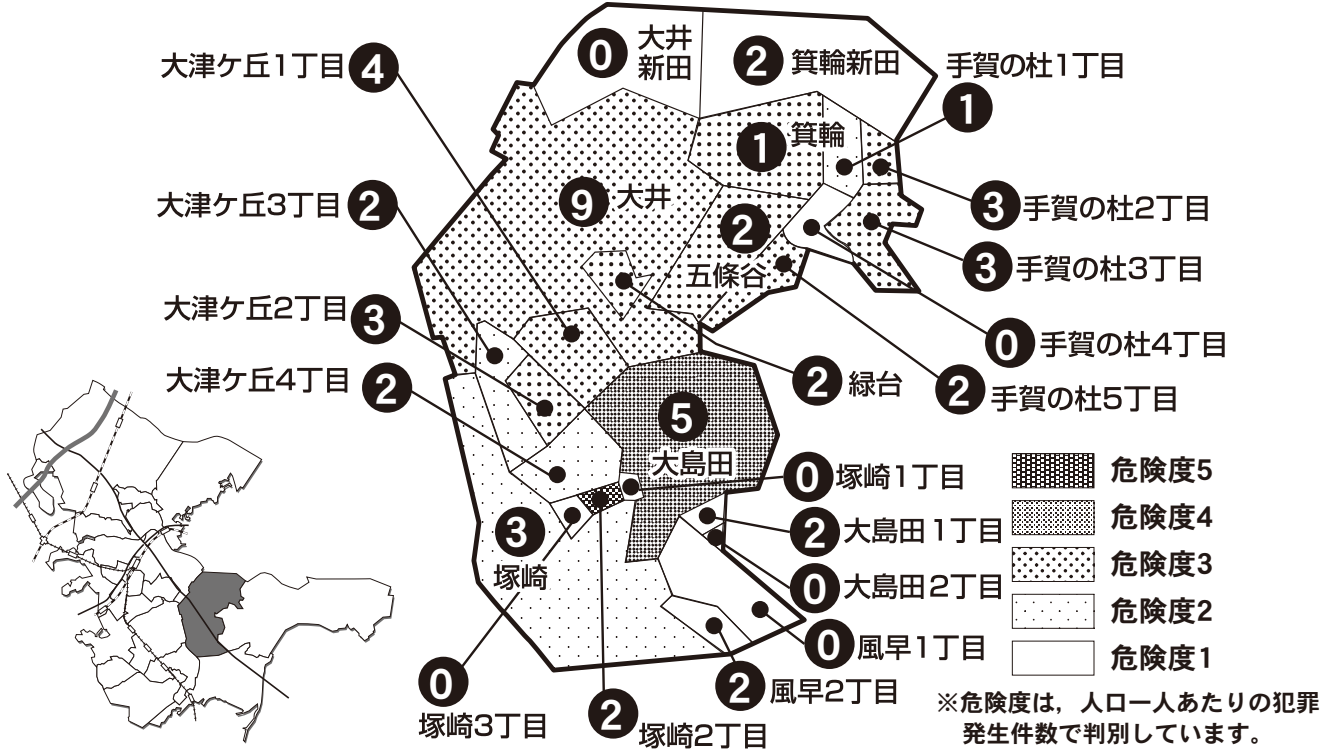 0
大井
新田
2 箕輪新田
手賀の杜1丁目
1
大津ケ丘1丁目 4
1 箕輪
9 大井
大津ケ丘3丁目 2
3 手賀の杜2丁目
2
五條谷
3 手賀の杜3丁目
大津ケ丘2丁目 3
0 手賀の杜4丁目
大津ケ丘4丁目 2
2 緑台
2 手賀の杜5丁目
5
大島田
0 塚崎1丁目
3
塚崎
2 大島田1丁目
0 大島田2丁目
0 風早1丁目
2 風早2丁目
0
塚崎3丁目
2 塚崎2丁目
危険度5
危険度4
危険度3
危険度2
危険度1
※危険度は，人口一人あたりの犯罪
発生件数で判別しています。